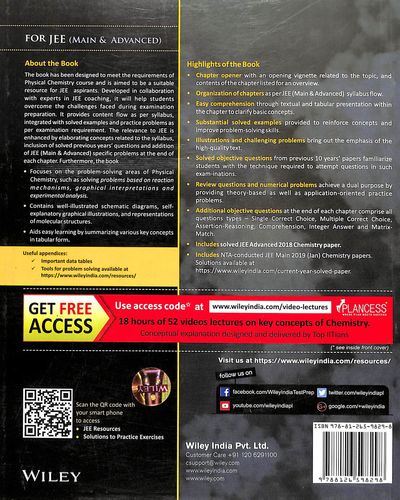 FOR JEE (MAIN & ADVANCED)
About the Book
The book has been designed to meet the requirements of
Physical Chemistry course and is aimed to be a suitable
resource for JEE aspirants. Developed in collaboration
with experts in JEE coaching, it will help students
overcome the challenges faced during examination
preparation. It provides content flow as per syllabus,
integrated with solved examples and practice problems as
per examination requirement. The relevance to JEE is
enhanced by elaborating concepts related to the syllabus,
inclusion of solved previous years' questions and addition
of JEE (Main & Advanced) specific problems at the end of
each chapter. Furthermore, the book
• Focuses on the problem-solving areas of Physical
Chemistry, such as solving problems based on reaction
mechanisms, graphical interpretations and
experimental analysis.
• Contains well-illustrated schematic diagrams, self-
explanatory graphical illustrations, and representations
of molecular structures.
• Aids easy learning by summarizing various key concepts
in tabular form.
Useful appendices:
✓ Important data tables
✓ Tools for problem solving available at
https://www.wileyindia.com/resources/
Highlights of the Book
• Chapter opener with an opening vignette related to the topic, and
contents of the chapter listed for an overview.
• Organization of chapters as per JEE (Main & Advanced) syllabus flow.
• Easy comprehension through textual and tabular presentation within
the chapter to clarify basic concepts.
• Substantial solved examples provided to reinforce concepts and
improve problem-solving skills.
• Illustrations and challenging problems bring out the emphasis of the
high-quality text.
• Solved objective questions from previous 10 years' papers familiarize
students with the technique required to attempt questions in such
exam-inations.
• Review questions and numerical problems achieve a dual purpose
by providing theory-based as well as application-oriented practice
problems.
• Additional objective questions at the end of each chapter comprise all
question types – Single Correct Choice, Multiple Correct Choice,
Assertion-Reasoning, Comprehension, Integer Answer and Matrix-
Match.
• Includes solved JEE Advanced 2018 Chemistry paper.
• Includes NTA-conducted JEE Main 2019 (Jan) Chemistry papers.
Solutions available at
https://www.wileyindia.com/current-year-solved-paper.
GET FREE
ACCESS
Use access code* at www.wileyindia.com/video-lectures
PLANCESS
18 hours of 52 videos lectures on key concepts of Chemistry.
Conceptual explanation designed and delivered by Top IITians
(* see inside front cover)
Visit us at https://www.wileyindia.com/resources/
follow us on
facebook.com/WileyIndiaTestPrep
twitter.com/wileyindiapl
youtube.com/wileyindiapl
google+/wileyindia
Scan the QR code with
your smart phone
to access
• JEE Resources
• Solutions to Practice Exercises
WILEY
WILEY
Wiley India Pvt. Ltd.
Customer Care +91 120 6291100
csupport@wiley.com
www.wileyindia.com
www.wiley.com
ISBN 978-81-265-9829-8
9 788126 598298